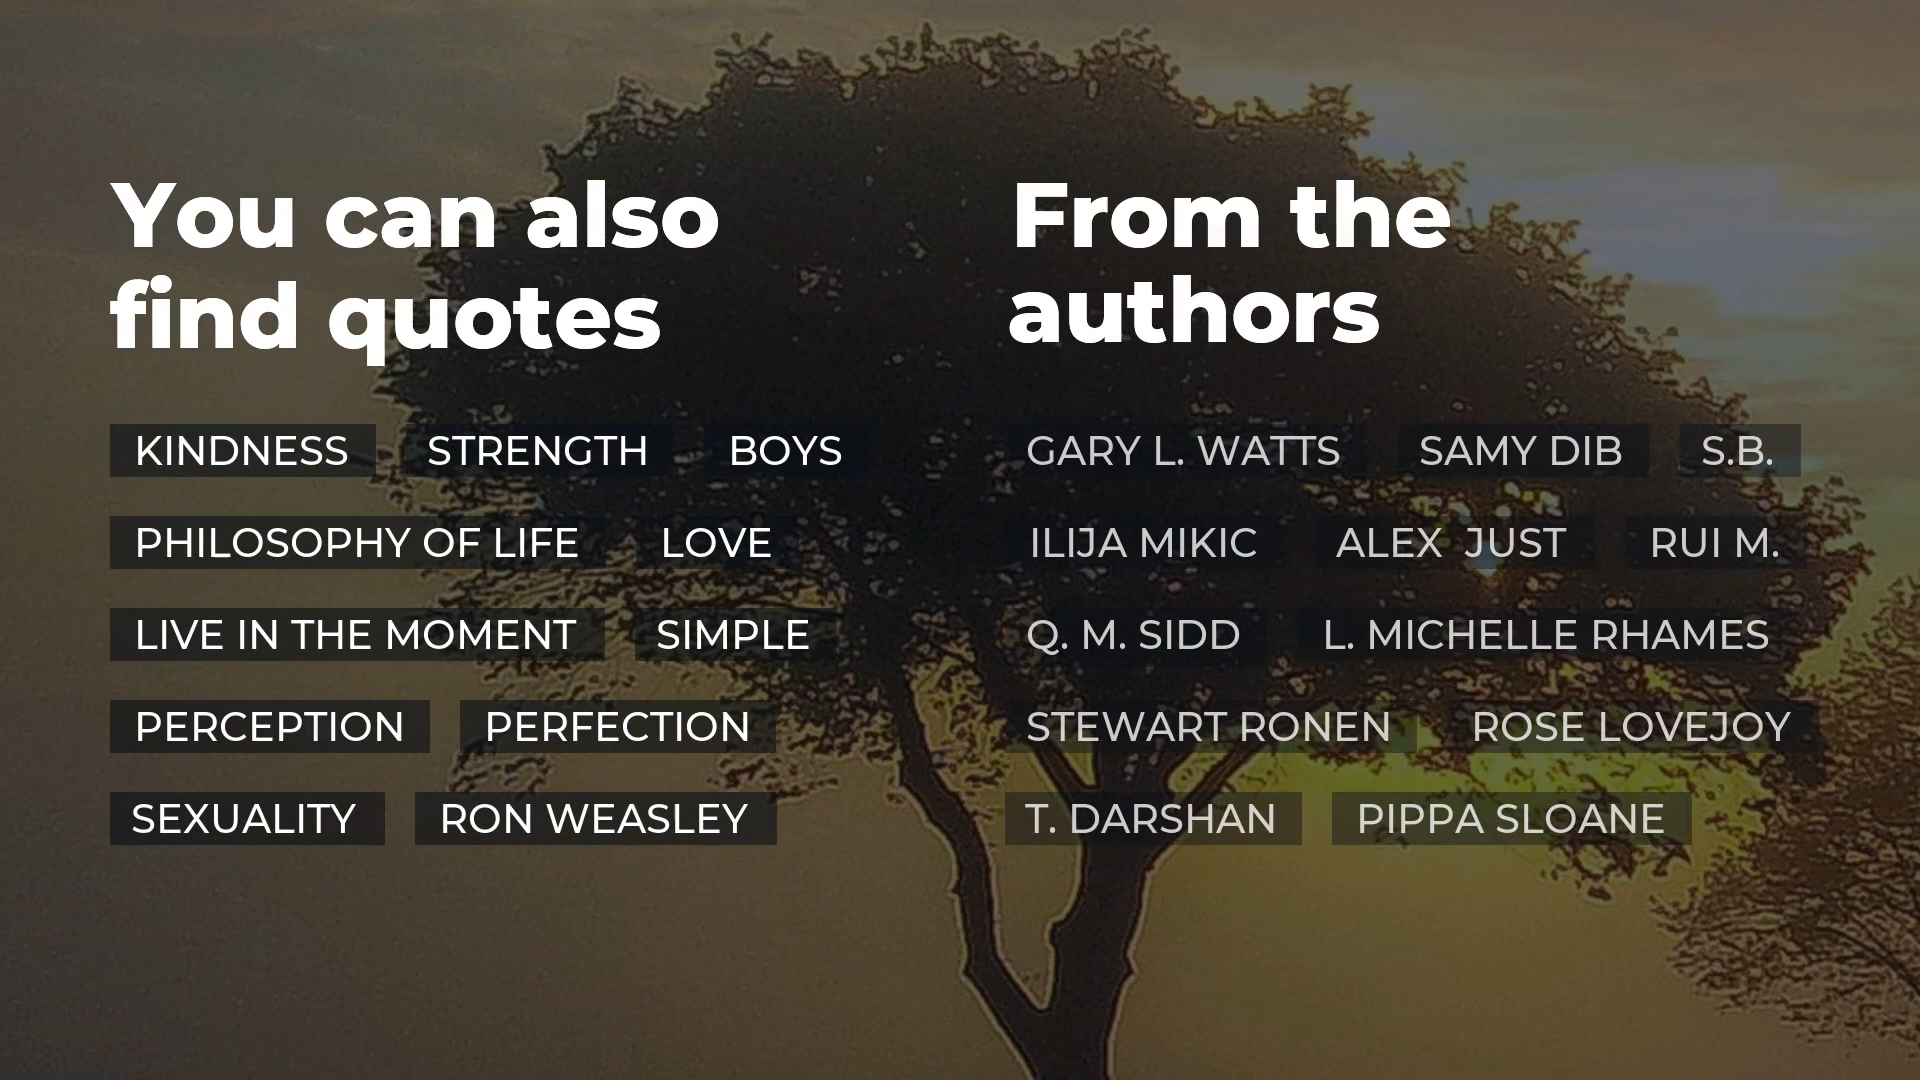 You can also
find quotes
KINDNESS STRENGTH BOYS
PHILOSOPHY OF LIFE LOVE
LIVE IN THE MOMENT SIMPLE
PERCEPTION PERFECTION
SEXUALITY RON WEASLEY
From the
authors
GARY L. WATTS SAMY DIB S.B.
ILIJA MIKIC ALEX JUST RUI M.
Q. M. SIDD L. MICHELLE RHAMES
STEWART RONEN ROSE LOVEJOY
T. DARSHAN PIPPA SLOANE